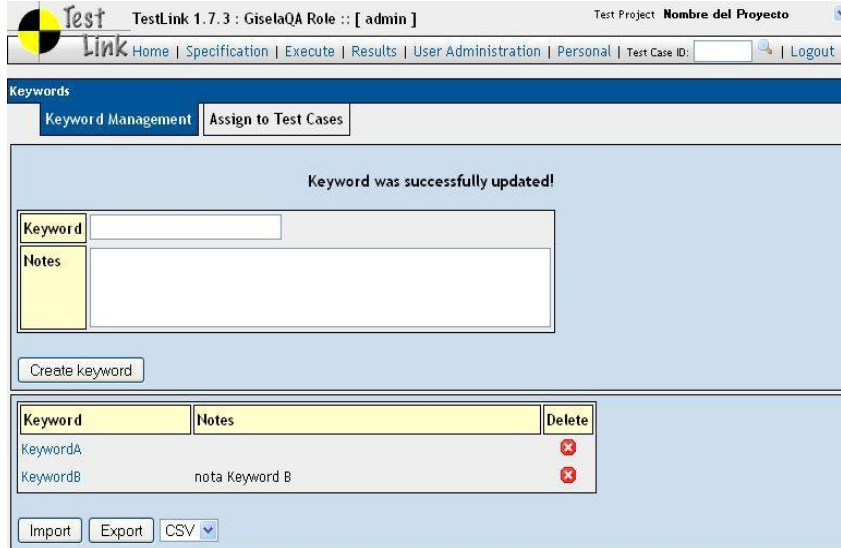 Test Link
TestLink 1.7.3 : GiselaQA Role :: [ admin ]
Test Project Nombre del Proyecto
Home | Specification | Execute | Results | User Administration | Personal | Test Case ID: | Logout
Keywords
Keyword Management
Assign to Test Cases
Keyword was successfully updated!
Keyword
Notes
Create keyword
Keyword Notes Delete
KeywordA
KeywordB nota Keyword B
Import Export CSV